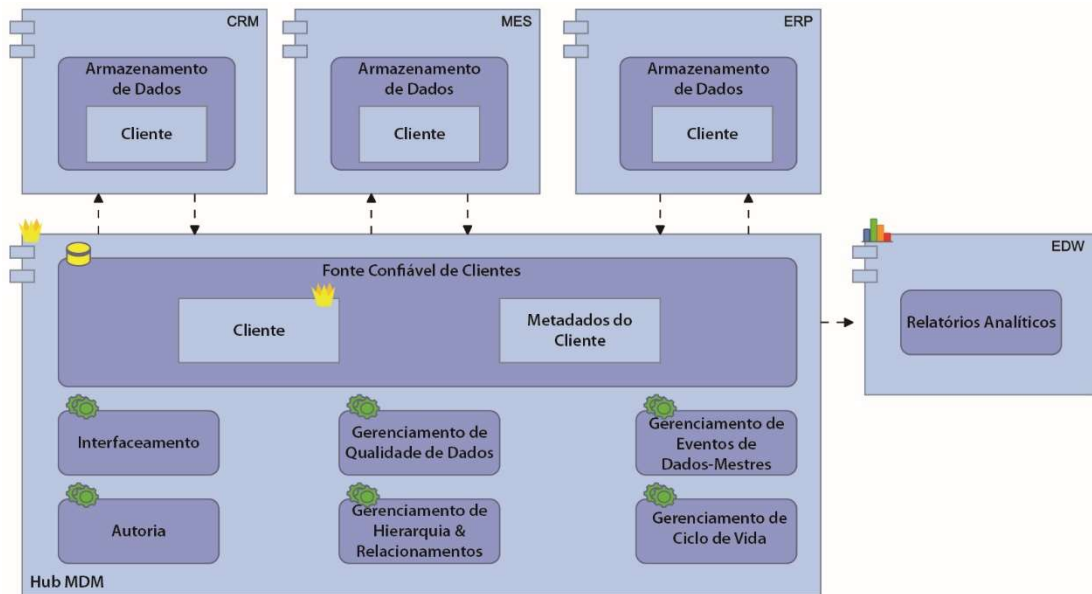 CRM
Armazenamento
de Dados
Cliente
MES
Armazenamento
de Dados
Cliente
ERP
Armazenamento
de Dados
Cliente
Fonte Confiável de Clientes
Cliente
Metadados do
Cliente
EDW
Relatórios Analíticos
Interfaceamento
Gerenciamento de
Qualidade de Dados
Gerenciamento de
Eventos de
Dados-Mestres
Autoria
Gerenciamento de
Hierarquia &
Relacionamentos
Gerenciamento de
Ciclo de Vida
Hub MDM